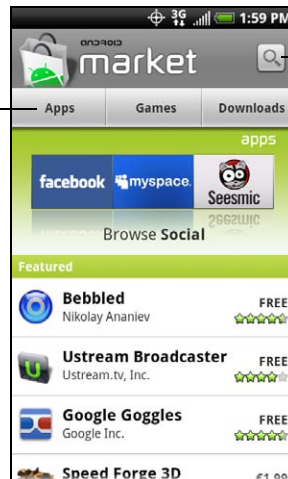 3G 1:59 PM
ANDROID
market
Apps Games Downloads
apps
facebook myspace. Seesmic
Browse Social
Featured
Bebbled FREE
Nikolay Ananiev
Ustream Broadcaster FREE
Ustream.tv, Inc.
Google Goggles FREE
Google Inc.
Speed Forge 3D